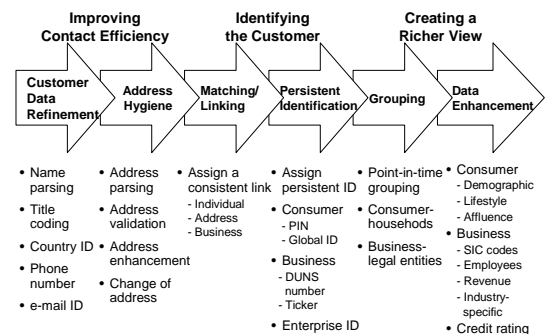 Improving
Contact Efficiency
Identifying
the Customer
Creating a
Richer View
Customer
Data
Refinement
Address
Hygiene
Matching/
Linking
Persistent
Identification
Grouping
Data
Enhancement
• Name
parsing
• Title
coding
• Country ID
• Phone
number
• e-mail ID
• Address
parsing
• Address
validation
• Address
enhancement
• Change of
address
• Assign a
consistent link
- Individual
- Address
- Business
• Assign
persistent ID
• Consumer
- PIN
- Global ID
• Business
- DUNS
number
- Ticker
• Enterprise ID
• Point-in-time
grouping
• Consumer-
househods
• Business-
legal entities
• Consumer
- Demographic
- Lifestyle
- Affluence
• Business
- SIC codes
- Employees
- Revenue
- Industry-
specific
• Credit rating